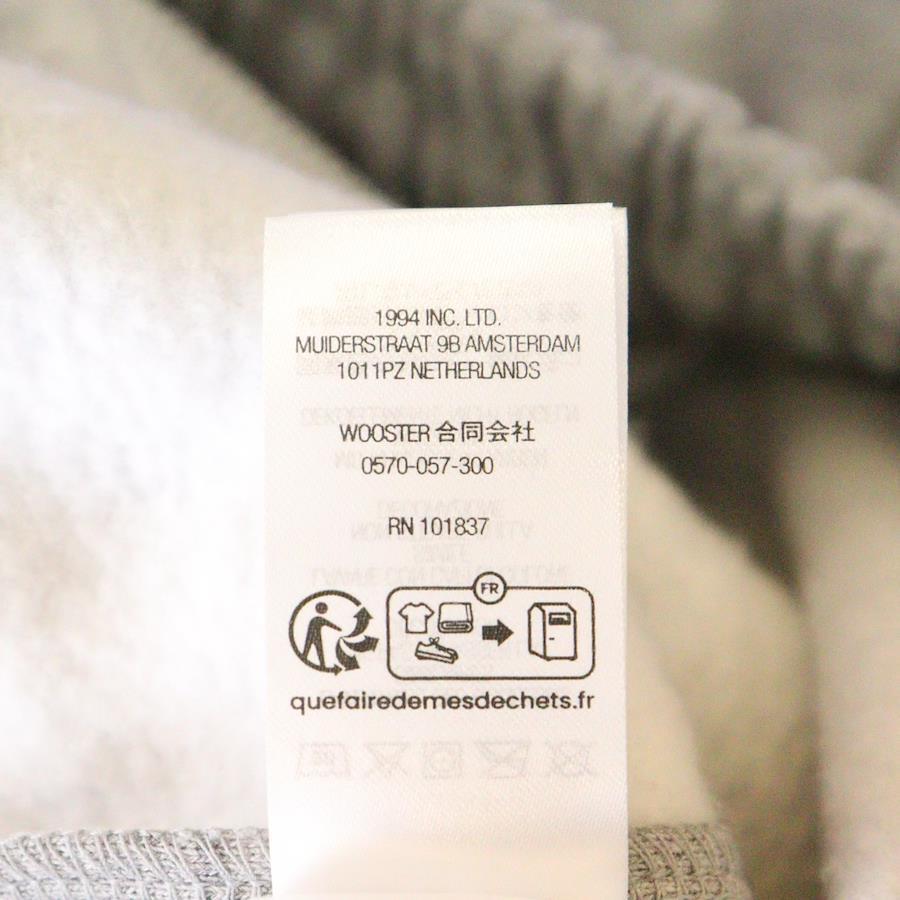 1994 INC. LTD.
MUIDERSTRAAT 9B AMSTERDAM
1011PZ NETHERLANDS
WOOSTER 合同会社
0570-057-300
RN 101837
FR
quefairedemesdechets.fr